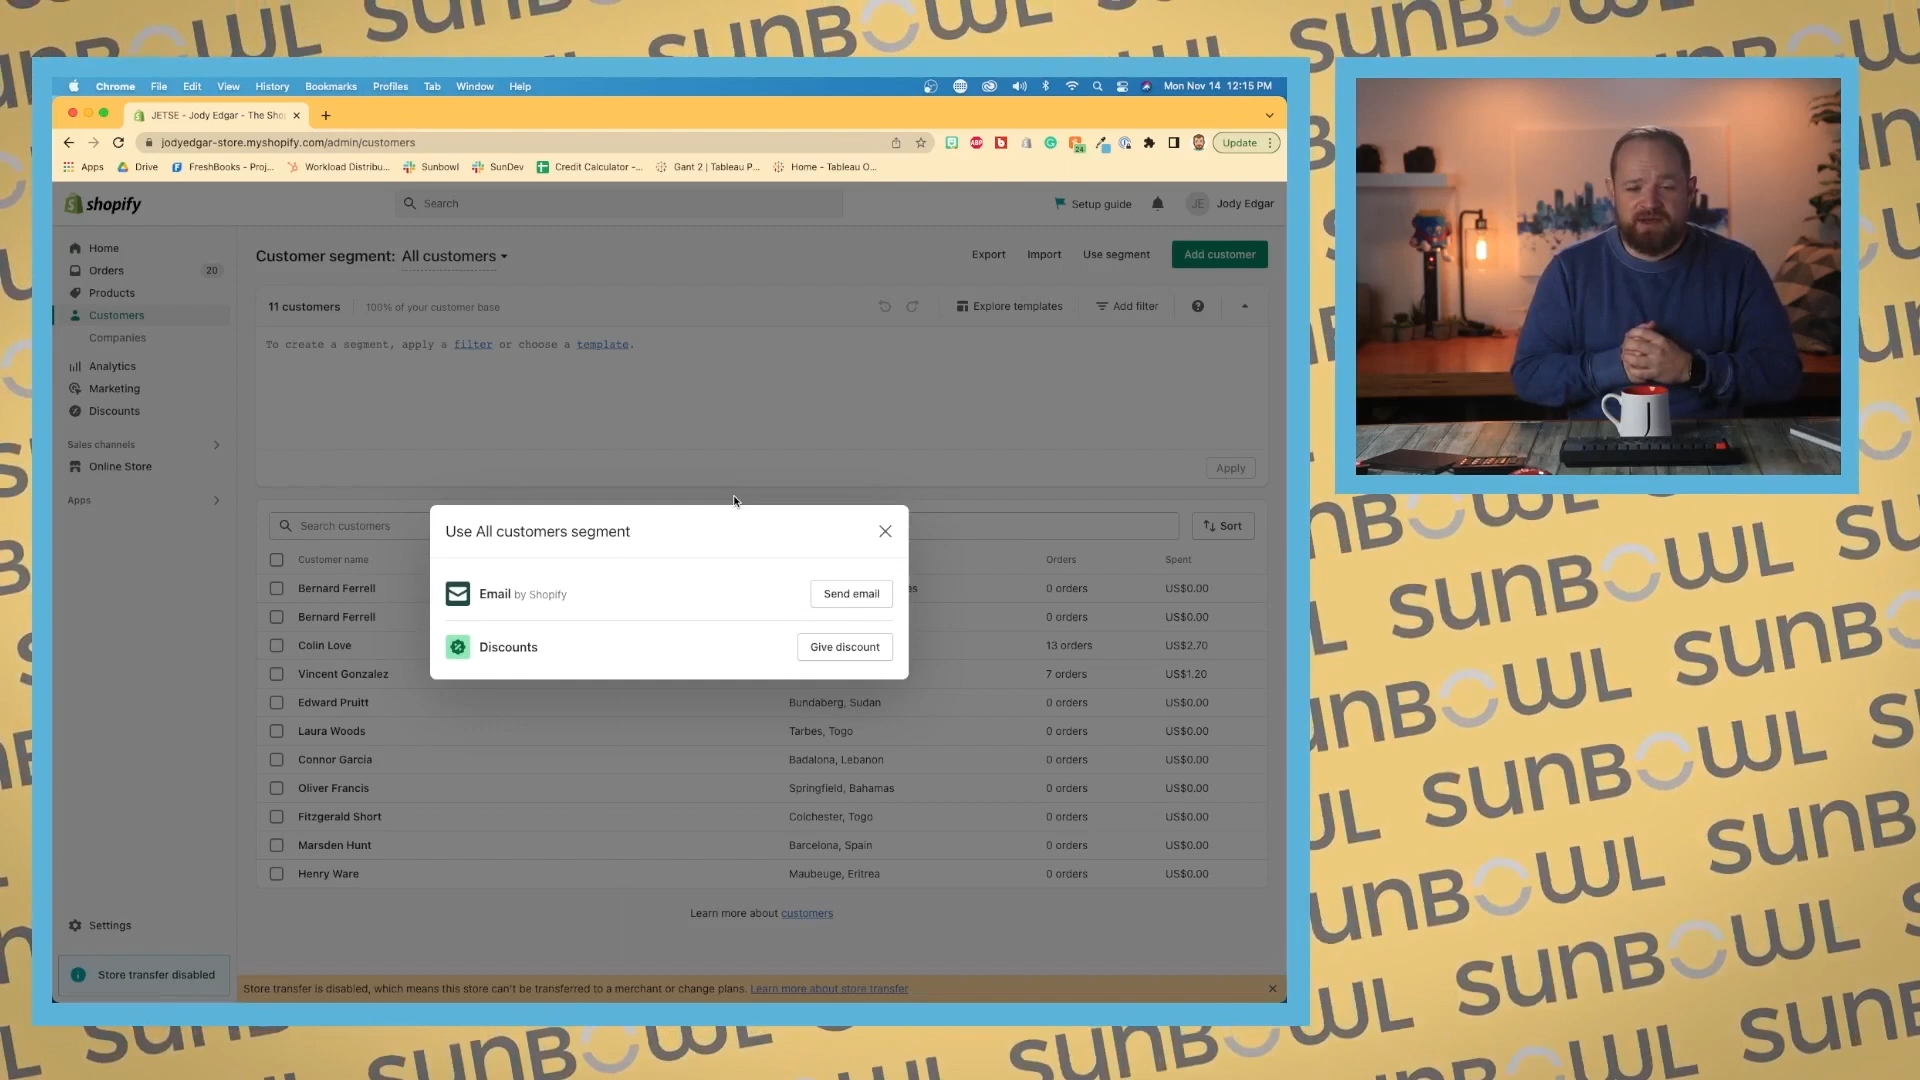 SUNBOWL
Chrome File Edit View History Bookmarks Profiles Tab Window Help Mon Nov 14 12:15 PM
JETSE - Jody Edgar - The Sho
jodyedgar-store.myshopify.com/admin/customers
ABP
24
Update
Apps Drive FreshBooks - Proj... Workload Distribu... Sunbowl SunDev Credit Calculator -... Gant 2 | Tableau P... Home - Tableau O...
shopify
Search
Setup guide
JE
Jody Edgar
Home
Orders 20
Products
Customers
Companies
Analytics
Marketing
Discounts
Sales channels
Online Store
Apps
Settings
Store transfer disabled
Customer segment: All customers
Export Import Use segment Add customer
11 customers 100% of your customer base
Explore templates Add filter
To create a segment, apply a filter or choose a template.
Apply
Search customers
Sort
Customer name Orders Spent
Bernard Ferrell es 0 orders US$0.00
Bernard Ferrell 0 orders US$0.00
Colin Love 13 orders US$2.70
Vincent Gonzalez 7 orders US$1.20
Edward Pruitt Bundaberg, Sudan 0 orders US$0.00
Laura Woods Tarbes, Togo 0 orders US$0.00
Connor Garcia Badalona, Lebanon 0 orders US$0.00
Oliver Francis Springfield, Bahamas 0 orders US$0.00
Fitzgerald Short Colchester, Togo 0 orders US$0.00
Marsden Hunt Barcelona, Spain 0 orders US$0.00
Henry Ware Maubeuge, Eritrea 0 orders US$0.00
Learn more about customers
Store transfer is disabled, which means this store can't be transferred to a merchant or change plans. Learn more about store transfer
Use All customers segment
Email by Shopify Send email
Discounts Give discount
SUNBOWL
SUNBOWL
SUNBOWL
SUNBOWL
SUNBOWL